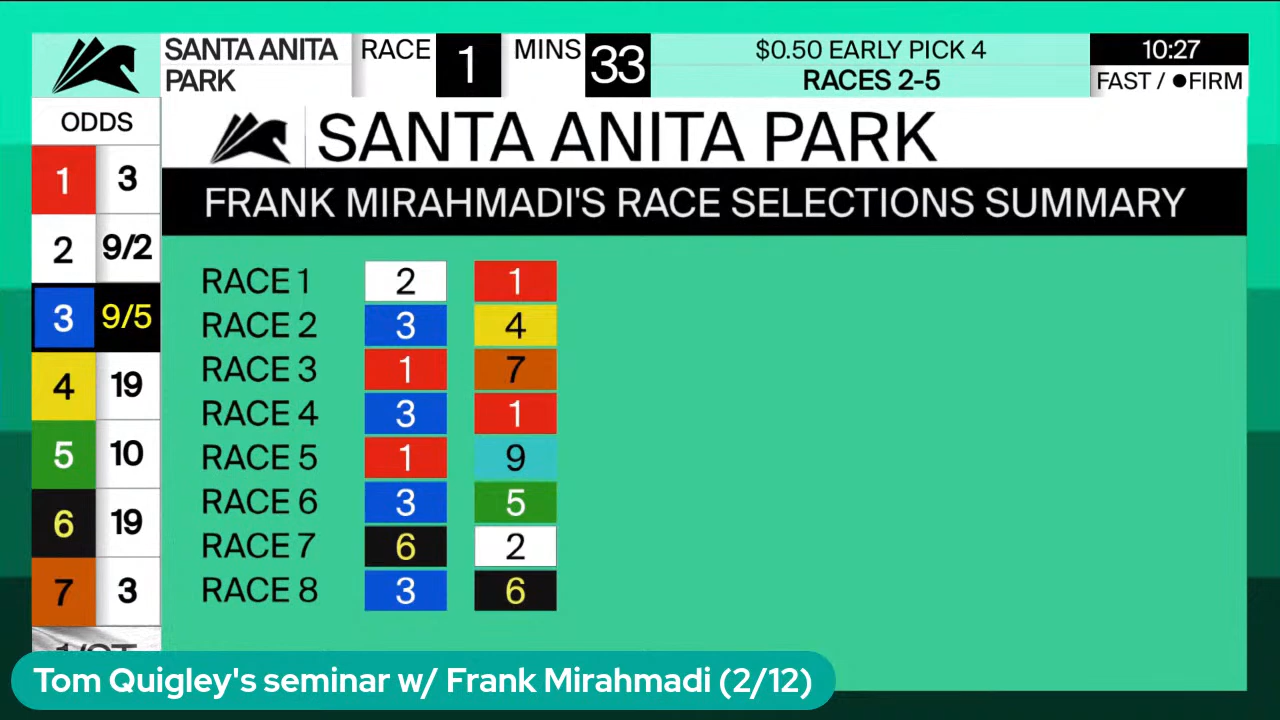 SANTA ANITA PARK
RACE 1
MINS 33
$0.50 EARLY PICK 4
RACES 2-5
10:27
FAST / ●FIRM
ODDS
1 3
2 9/2
3 9/5
4 19
5 10
6 19
7 3
SANTA ANITA PARK
FRANK MIRAHMADI'S RACE SELECTIONS SUMMARY
RACE 1 2 1
RACE 2 3 4
RACE 3 1 7
RACE 4 3 1
RACE 5 1 9
RACE 6 3 5
RACE 7 6 2
RACE 8 3 6
Tom Quigley's seminar w/ Frank Mirahmadi (2/12)